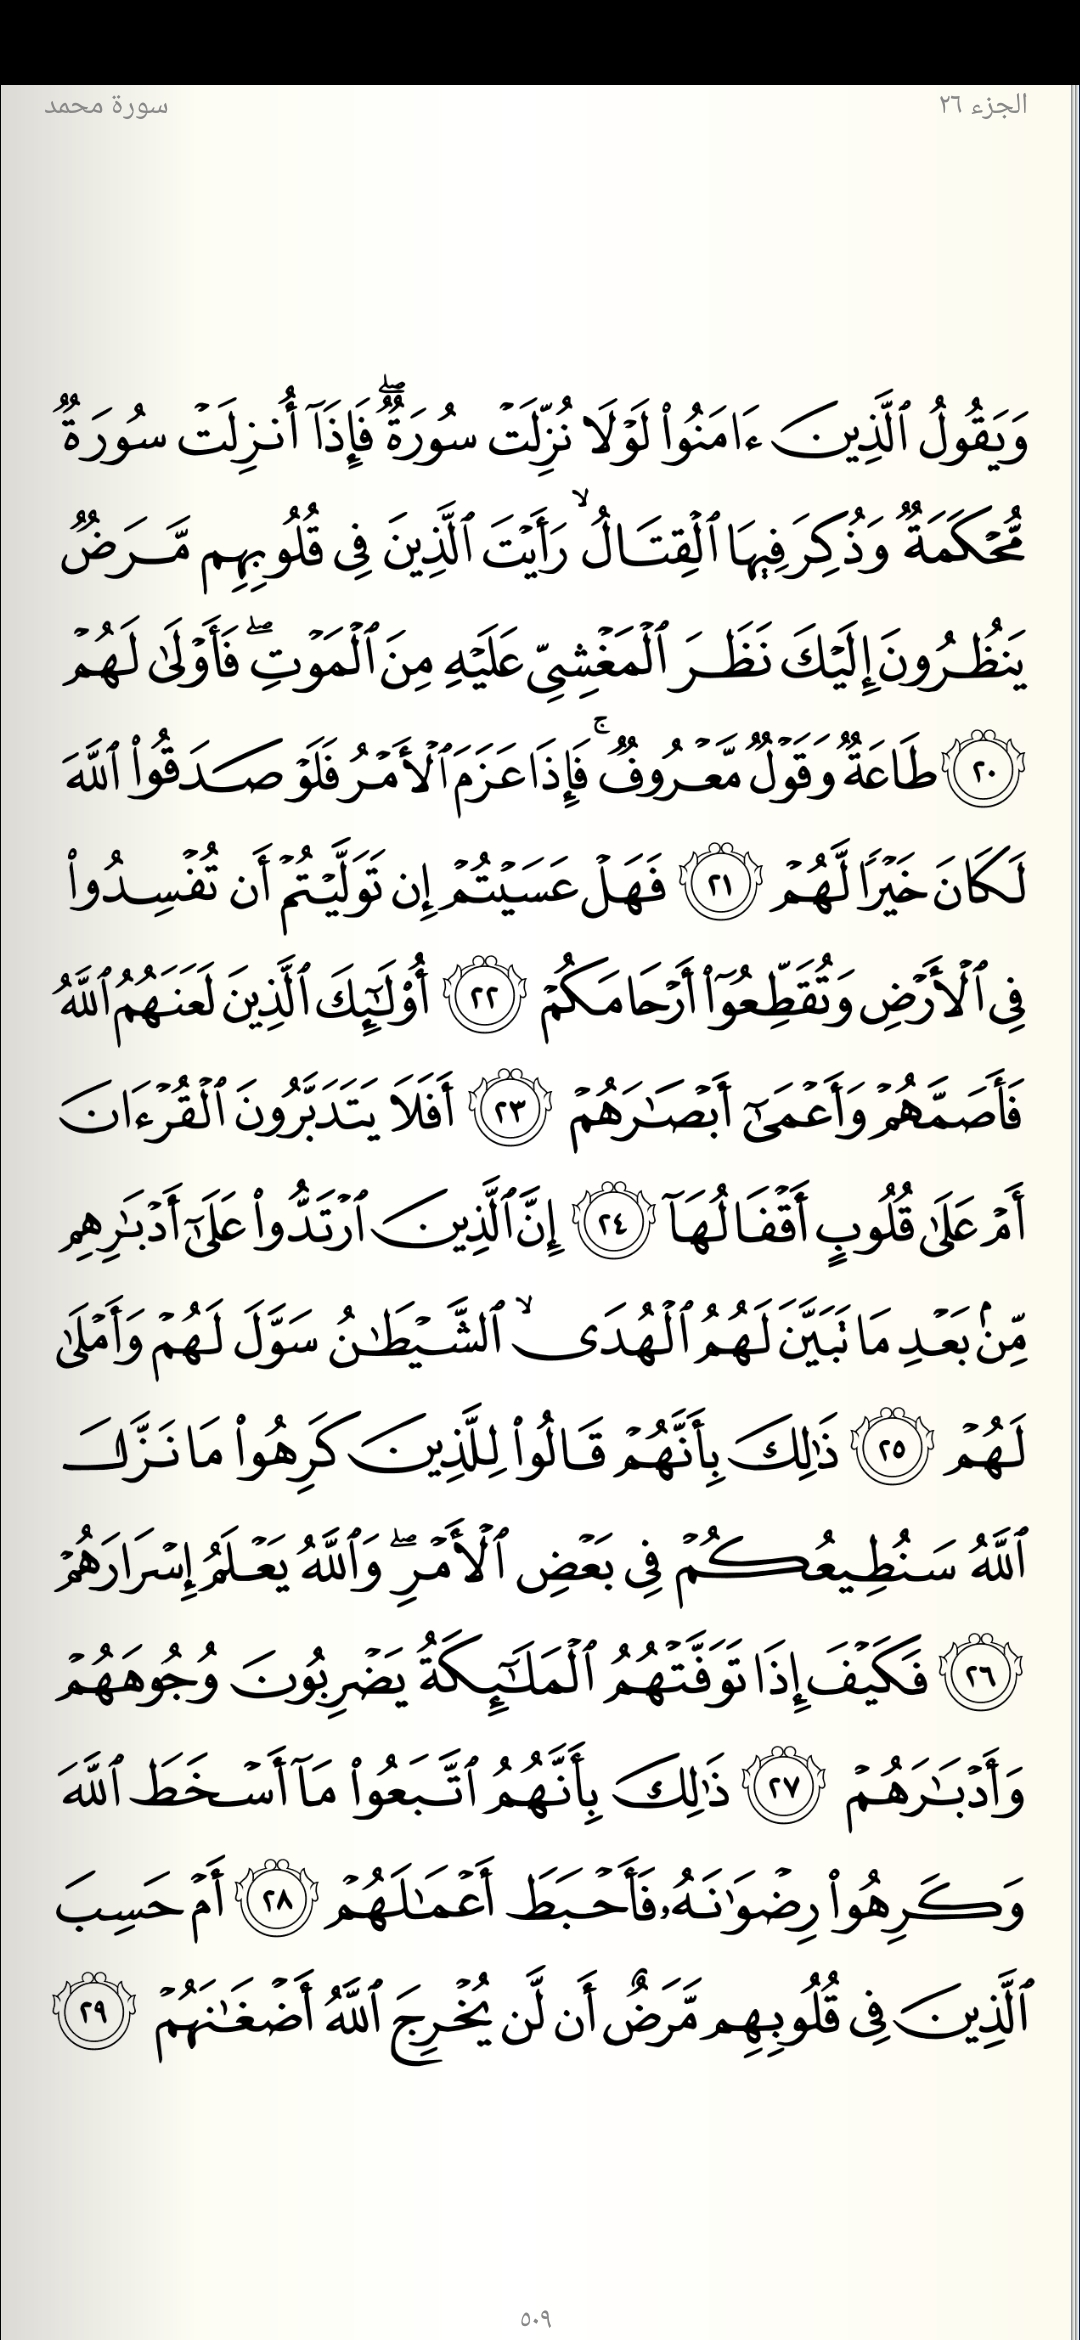 الجزء ٢٦
سورة محمد
وَيَقُولُ ٱلَّذِينَ ءَامَنُوا۟ لَوْلَا نُزِّلَتْ سُورَةٌ ۖ فَإِذَآ أُنزِلَتْ سُورَةٌ
مُّحْكَمَةٌ وَذُكِرَ فِيهَا ٱلْقِتَالُ ۙ رَأَيْتَ ٱلَّذِينَ فِى قُلُوبِهِم مَّرَضٌ
يَنظُرُونَ إِلَيْكَ نَظَرَ ٱلْمَغْشِىِّ عَلَيْهِ مِنَ ٱلْمَوْتِ ۖ فَأَوْلَىٰ لَهُمْ
٢٠ طَاعَةٌ وَقَوْلٌ مَّعْرُوفٌ ۚ فَإِذَا عَزَمَ ٱلْأَمْرُ فَلَوْ صَدَقُوا۟ ٱللَّهَ
لَكَانَ خَيْرًا لَّهُمْ ٢١ فَهَلْ عَسَيْتُمْ إِن تَوَلَّيْتُمْ أَن تُفْسِدُوا۟
فِى ٱلْأَرْضِ وَتُقَطِّعُوٓا۟ أَرْحَامَكُمْ ٢٢ أُو۟لَـٰٓئِكَ ٱلَّذِينَ لَعَنَهُمُ ٱللَّهُ
فَأَصَمَّهُمْ وَأَعْمَىٰٓ أَبْصَـٰرَهُمْ ٢٣ أَفَلَا يَتَدَبَّرُونَ ٱلْقُرْءَانَ
أَمْ عَلَىٰ قُلُوبٍ أَقْفَالُهَآ ٢٤ إِنَّ ٱلَّذِينَ ٱرْتَدُّوا۟ عَلَىٰٓ أَدْبَـٰرِهِم
مِّنۢ بَعْدِ مَا تَبَيَّنَ لَهُمُ ٱلْهُدَى ۙ ٱلشَّيْطَـٰنُ سَوَّلَ لَهُمْ وَأَمْلَىٰ
لَهُمْ ٢٥ ذَٰلِكَ بِأَنَّهُمْ قَالُوا۟ لِلَّذِينَ كَرِهُوا۟ مَا نَزَّلَ
ٱللَّهُ سَنُطِيعُكُمْ فِى بَعْضِ ٱلْأَمْرِ ۖ وَٱللَّهُ يَعْلَمُ إِسْرَارَهُمْ
٢٦ فَكَيْفَ إِذَا تَوَفَّتْهُمُ ٱلْمَلَـٰٓئِكَةُ يَضْرِبُونَ وُجُوهَهُمْ
وَأَدْبَـٰرَهُمْ ٢٧ ذَٰلِكَ بِأَنَّهُمُ ٱتَّبَعُوا۟ مَآ أَسْخَطَ ٱللَّهَ
وَكَرِهُوا۟ رِضْوَٰنَهُۥ فَأَحْبَطَ أَعْمَـٰلَهُمْ ٢٨ أَمْ حَسِبَ
ٱلَّذِينَ فِى قُلُوبِهِم مَّرَضٌ أَن لَّن يُخْرِجَ ٱللَّهُ أَضْغَـٰنَهُمْ ٢٩
٥٠٩